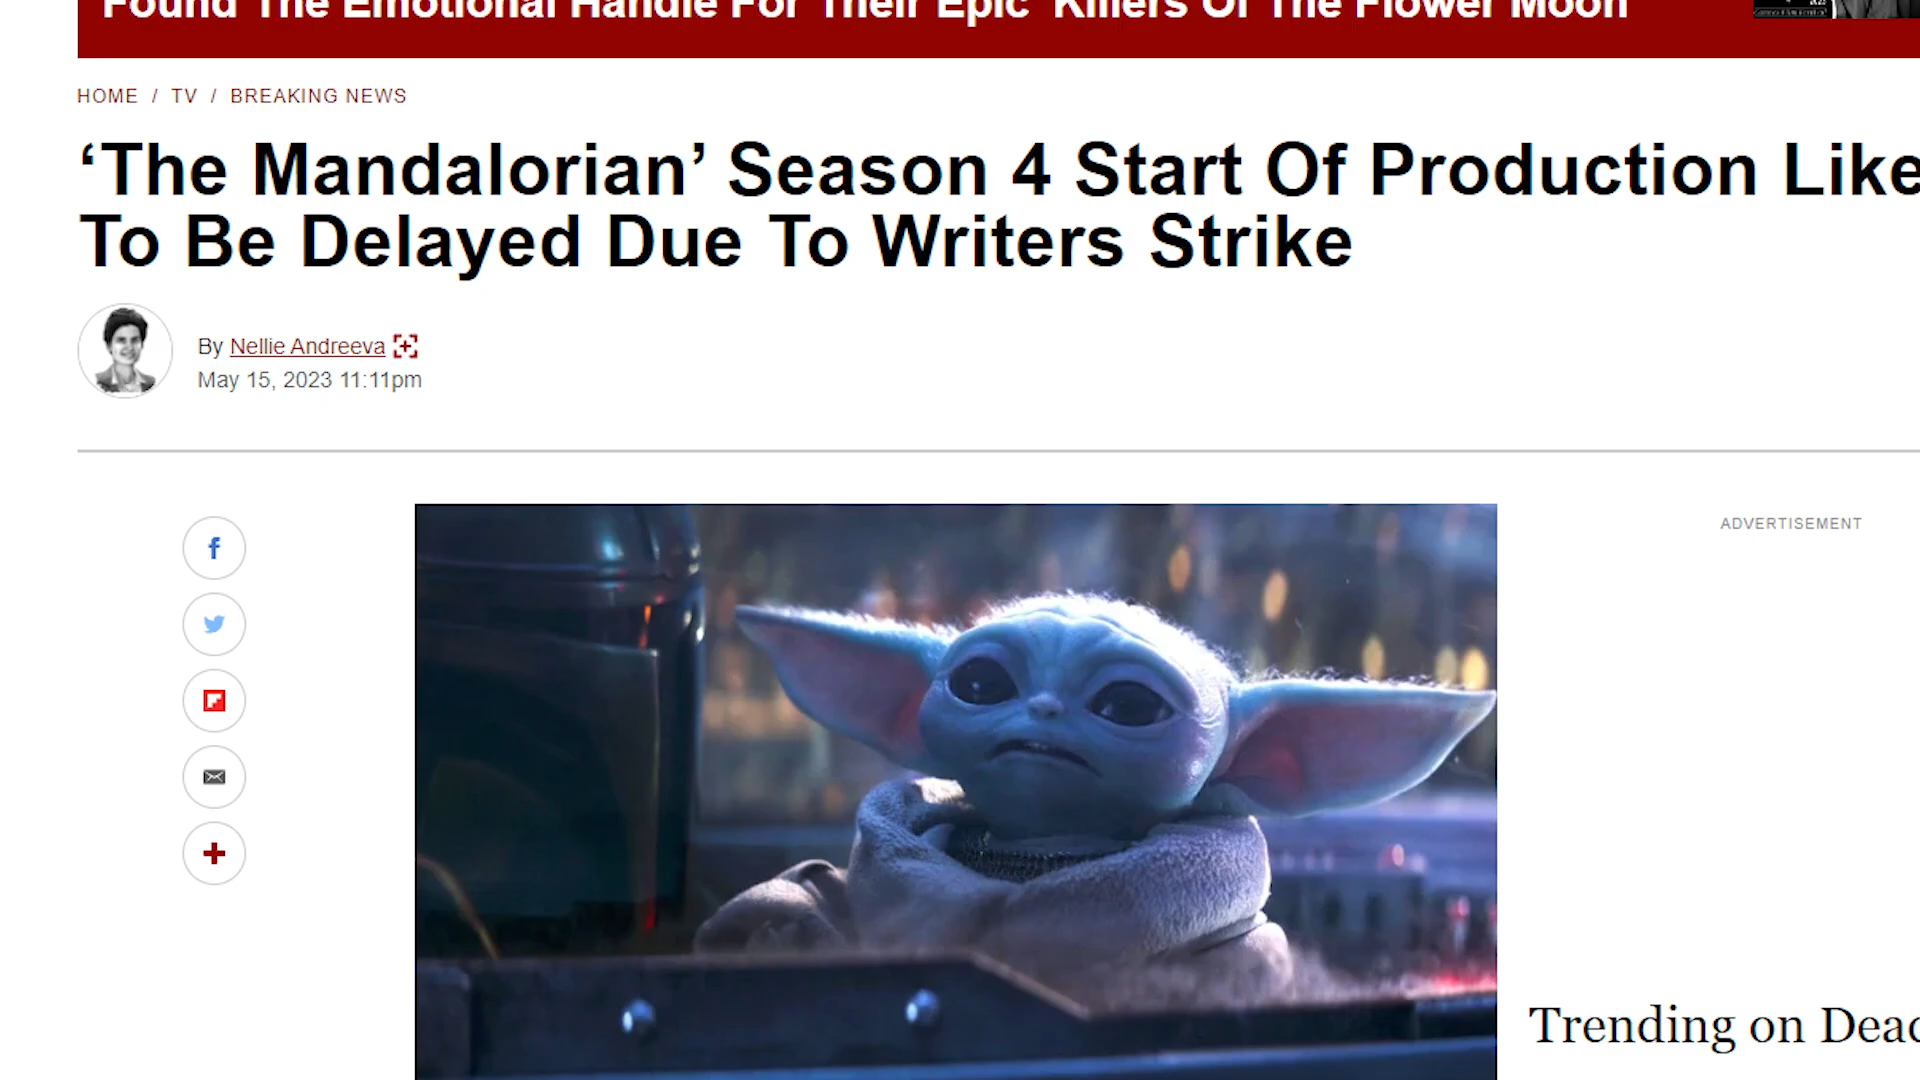 Found The Emotional Handle For Their Epic 'Killers Of The Flower Moon'
HOME / TV / BREAKING NEWS
‘The Mandalorian’ Season 4 Start Of Production Like
To Be Delayed Due To Writers Strike
By Nellie Andreeva
May 15, 2023 11:11pm
ADVERTISEMENT
Trending on Dead